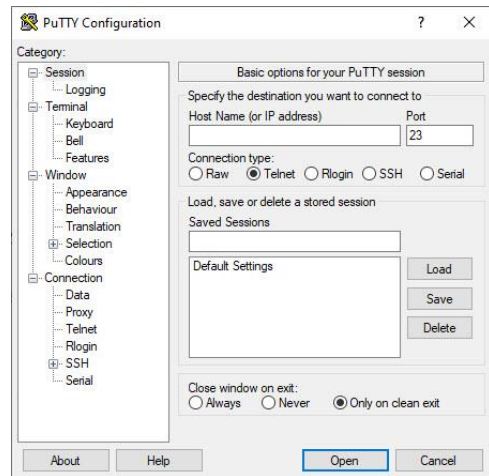 PuTTY Configuration
?
Category:
Session
Logging
Terminal
Keyboard
Bell
Features
Window
Appearance
Behaviour
Translation
Selection
Colours
Connection
Data
Proxy
Telnet
Rlogin
SSH
Serial
Basic options for your PuTTY session
Specify the destination you want to connect to
Host Name (or IP address) Port
23
Connection type:
Raw Telnet Rlogin SSH Serial
Load, save or delete a stored session
Saved Sessions
Default Settings
Load
Save
Delete
Close window on exit:
Always Never Only on clean exit
About Help Open Cancel